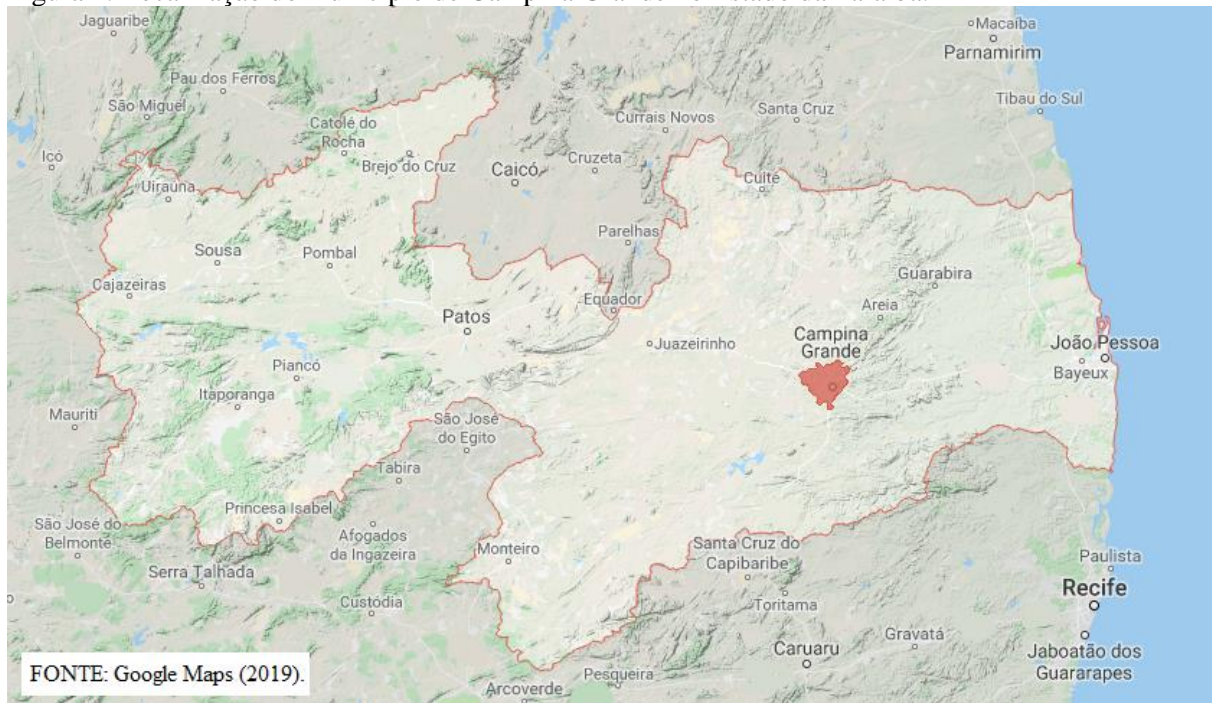 Jaguaribe
Macaíba
Parnamirim
Pau dos Ferros
São Miguel
Tibau do Sul
Santa Cruz
Currais Novos
Catolé do
Rocha
Icó
Brejo do Cruz
Caicó
Cruzeta
Uiraúna
Cuité
Parelhas
Sousa
Pombal
Guarabira
Cajazeiras
Equador
Areia
Patos
Campina
Grande
Juazeirinho
João Pessoa
Bayeux
Piancó
Itaporanga
Mauriti
São José
do Egito
Tabira
Princesa Isabel
São José do
Belmonte
Afogados
da Ingazeira
Monteiro
Santa Cruz do
Capibaribe
Paulista
Serra Talhada
Recife
Custódia
Toritama
Gravatá
Caruaru
Jaboatão dos
Guararapes
Pesqueira
Arcoverde
FONTE: Google Maps (2019).